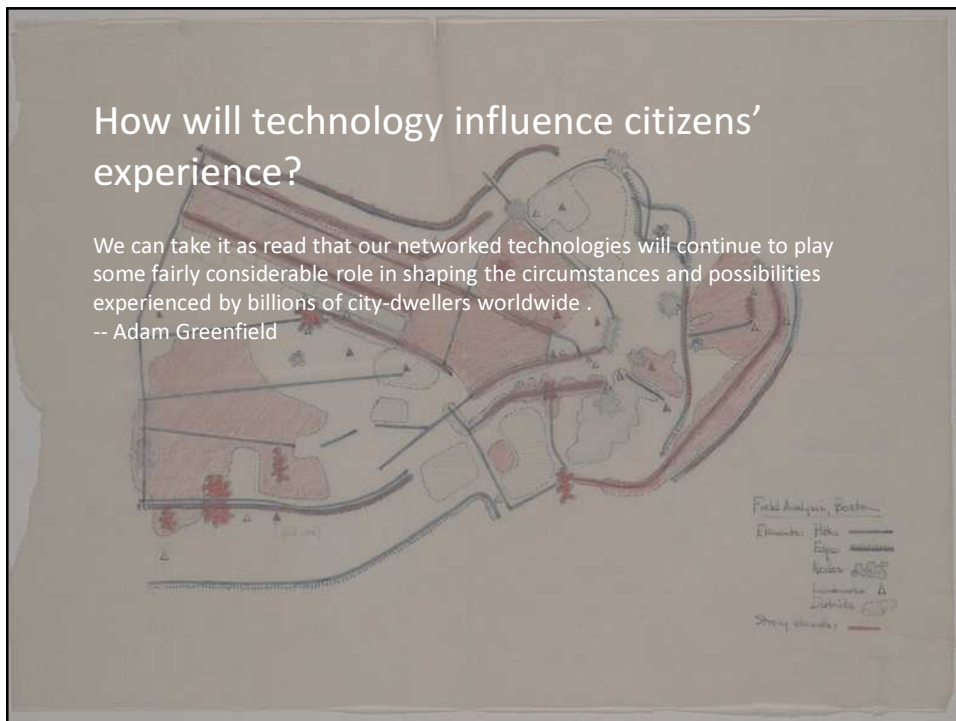 How will technology influence citizens’
experience?
We can take it as read that our networked technologies will continue to play
some fairly considerable role in shaping the circumstances and possibilities
experienced by billions of city-dwellers worldwide .
-- Adam Greenfield
Field Analysis, Boston
Elements: Paths
Edges
Nodes
Landmarks
Districts
Strong elements: